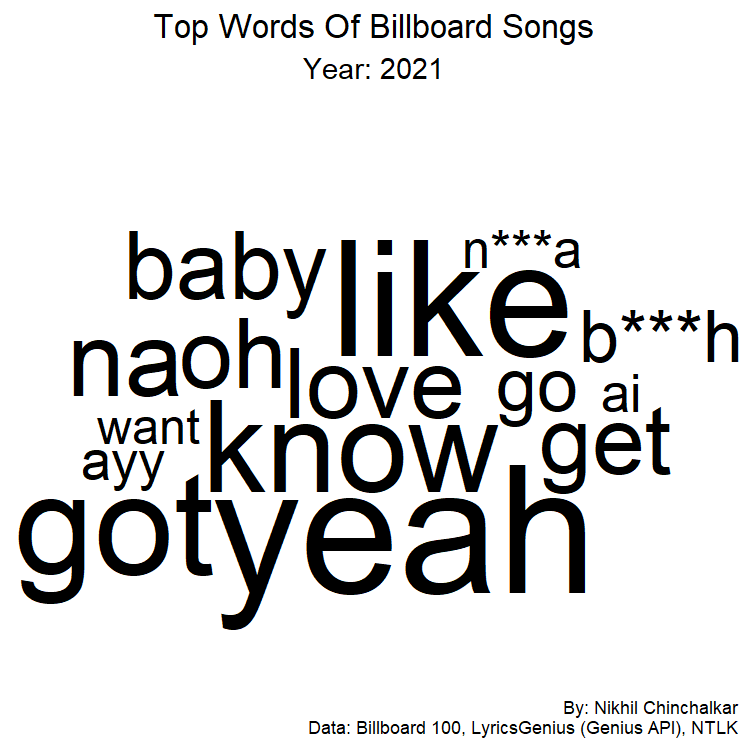 Top Words Of Billboard Songs
Year: 2021
baby like n***a
na oh b***h
love go ai
want know get
ayy
got yeah
By: Nikhil Chinchalkar
Data: Billboard 100, LyricsGenius (Genius API), NTLK